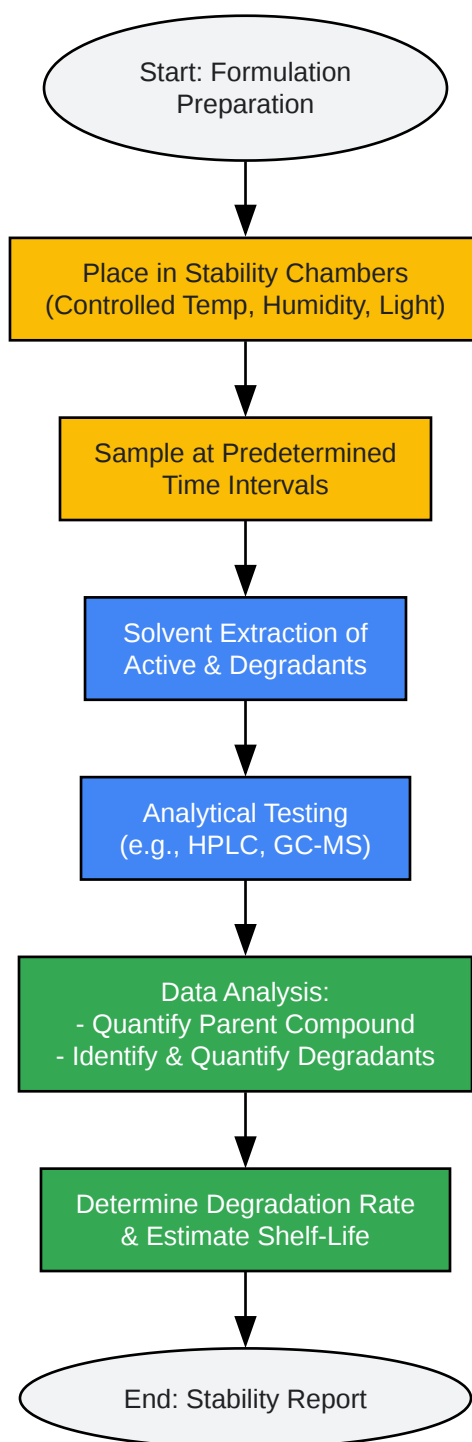 Start: Formulation
Preparation
Place in Stability Chambers
(Controlled Temp, Humidity, Light)
Sample at Predetermined
Time Intervals
Solvent Extraction of
Active & Degradants
Analytical Testing
(e.g., HPLC, GC-MS)
Data Analysis:
- Quantify Parent Compound
- Identify & Quantify Degradants
Determine Degradation Rate
& Estimate Shelf-Life
End: Stability Report